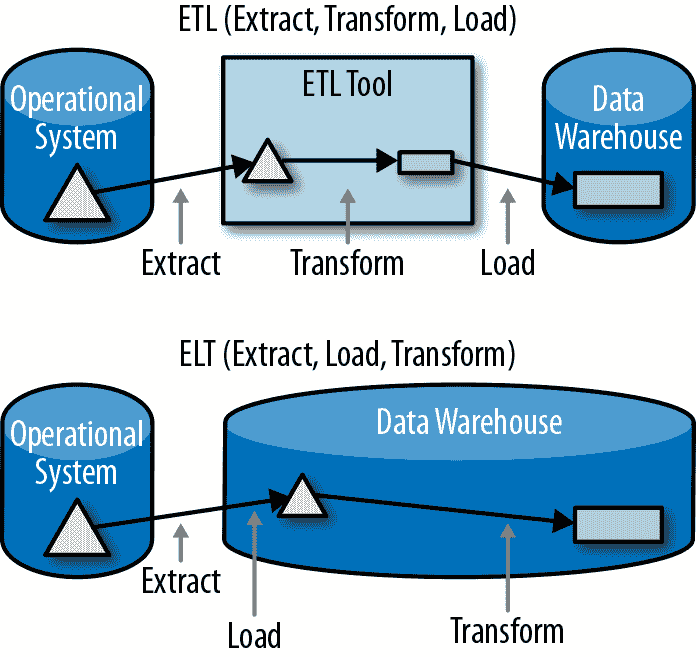 ETL (Extract, Transform, Load)
Operational
System
ETL Tool
Data
Warehouse
Extract
Transform
Load
ELT (Extract, Load, Transform)
Operational
System
Data Warehouse
Extract
Load
Transform